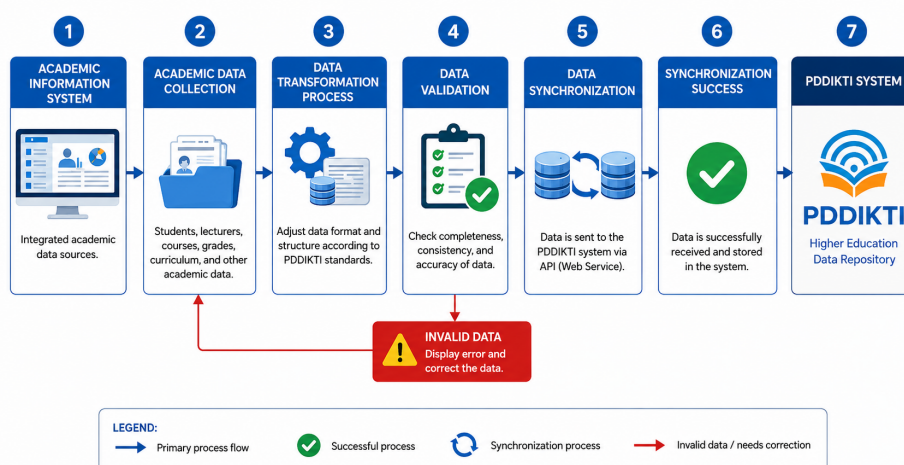 1
2
3
4
5
6
7
ACADEMIC
INFORMATION
SYSTEM
Integrated academic
data sources.
ACADEMIC DATA
COLLECTION
Students, lecturers,
courses, grades,
curriculum, and other
academic data.
DATA
TRANSFORMATION
PROCESS
Adjust data format and
structure according to
PDDIKTI standards.
DATA
VALIDATION
Check completeness,
consistency, and
accuracy of data.
DATA
SYNCHRONIZATION
Data is sent to the
PDDIKTI system via
API (Web Service).
SYNCHRONIZATION
SUCCESS
Data is successfully
received and stored
in the system.
PDDIKTI SYSTEM
PDDIKTI
Higher Education
Data Repository
INVALID DATA
Display error and
correct the data.
LEGEND:
Primary process flow
Successful process
Synchronization process
Invalid data / needs correction